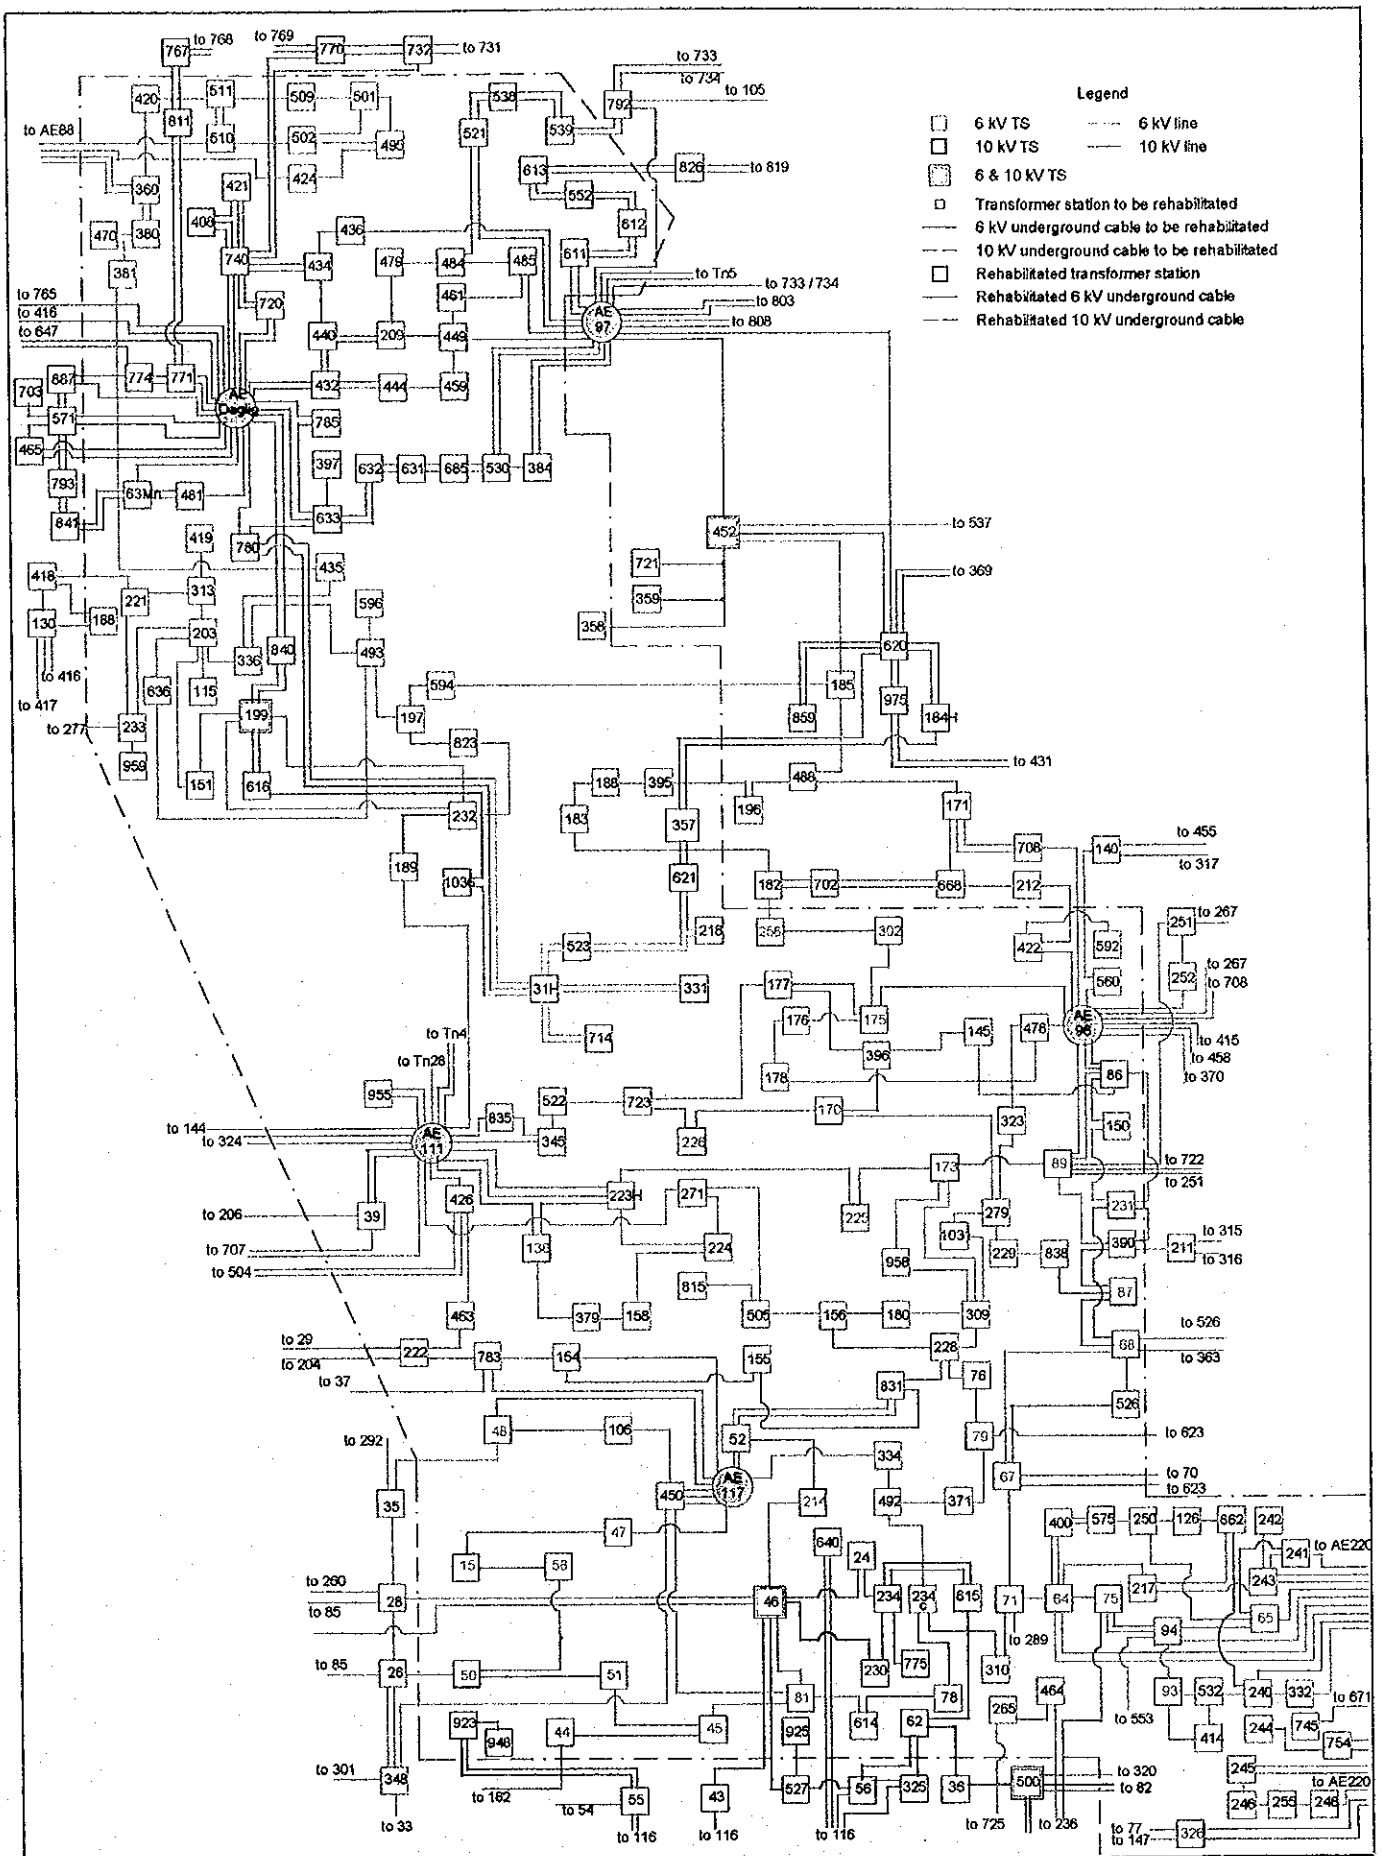 to 768
to 769
to 731
767
770
732
to 733
to 734
to 105
511
509
501
538
792
420
811
521
539
Legend
6 kV TS
6 kV line
10 kV TS
10 kV line
6 & 10 kV TS
Transformer station to be rehabilitated
6 kV underground cable to be rehabilitated
10 kV underground cable to be rehabilitated
Rehabilitated transformer station
Rehabilitated 6 kV underground cable
Rehabilitated 10 kV underground cable
to AE88
510
502
495
424
613
826
to 819
360
421
552
408
612
470
380
436
740
434
479
484
485
611
381
to Tn5
to 733 / 734
to 803
to 808
720
461
AE
97
to 765
to 416
to 647
440
209
449
887
774
771
432
444
459
703
AE
571
785
465
397
632
631
685
530
384
793
63Mn
481
841
633
452
to 537
419
780
721
435
to 369
418
221
313
359
596
130
188
203
358
336
840
493
620
to 416
to 417
636
115
594
185
975
to 277
233
199
197
859
184H
959
823
151
616
to 431
188
395
488
196
171
183
357
232
708
140
to 455
to 317
189
1036
621
182
702
668
212
218
256
302
422
592
251
to 267
523
252
to 267
to 708
560
31H
331
177
176
175
478
AE
to 415
to 458
to 370
145
714
396
to Tn4
to Tn28
178
86
955
522
723
170
835
323
150
to 144
to 324
AE
111
345
226
173
89
to 722
to 251
426
223H
271
to 206
39
225
279
231
103
138
224
229
838
390
211
to 315
to 316
to 707
to 504
958
815
87
463
379
158
505
156
180
309
to 526
to 363
to 29
to 204
222
783
155
228
68
to 37
76
831
526
48
106
52
79
to 623
to 292
334
67
to 70
to 623
AE
117
35
450
214
492
371
400
575
250
126
662
242
47
640
15
58
24
241
to AE220
243
217
to 260
to 85
28
46
234
234
615
71
64
75
65
94
to 289
to 85
26
50
51
230
775
310
81
78
265
464
93
532
240
332
to 671
to 553
923
948
44
45
925
614
62
414
244
745
754
to 301
348
245
to AE220
to 320
to 82
to 162
to 54
55
43
527
56
325
36
500
246
255
248
to 33
to 116
to 116
to 116
to 725
to 236
to 77
to 147
326